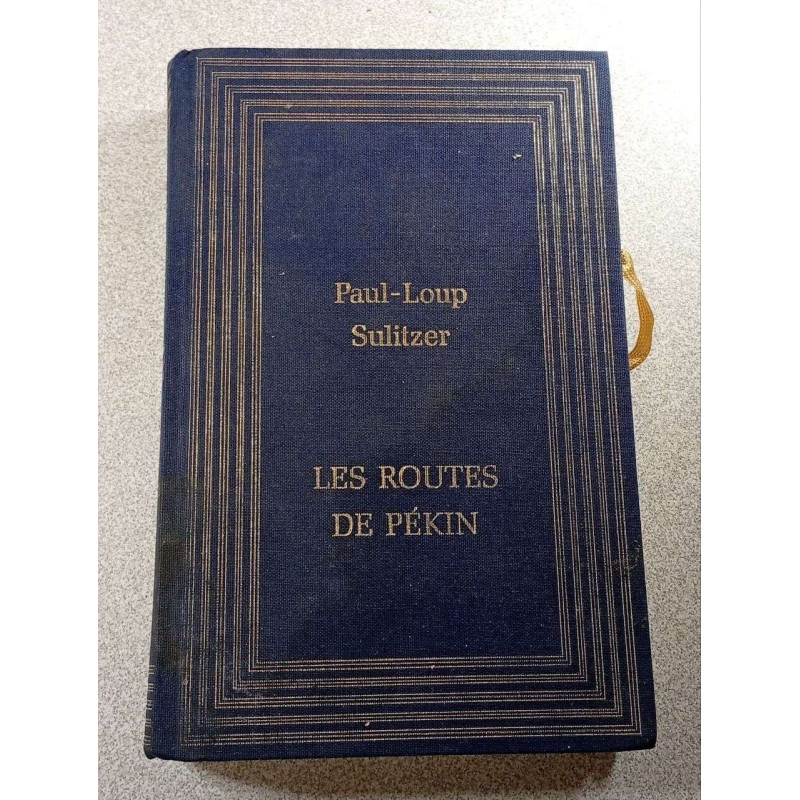 Paul-Loup
Sulitzer
LES ROUTES
DE PÉKIN